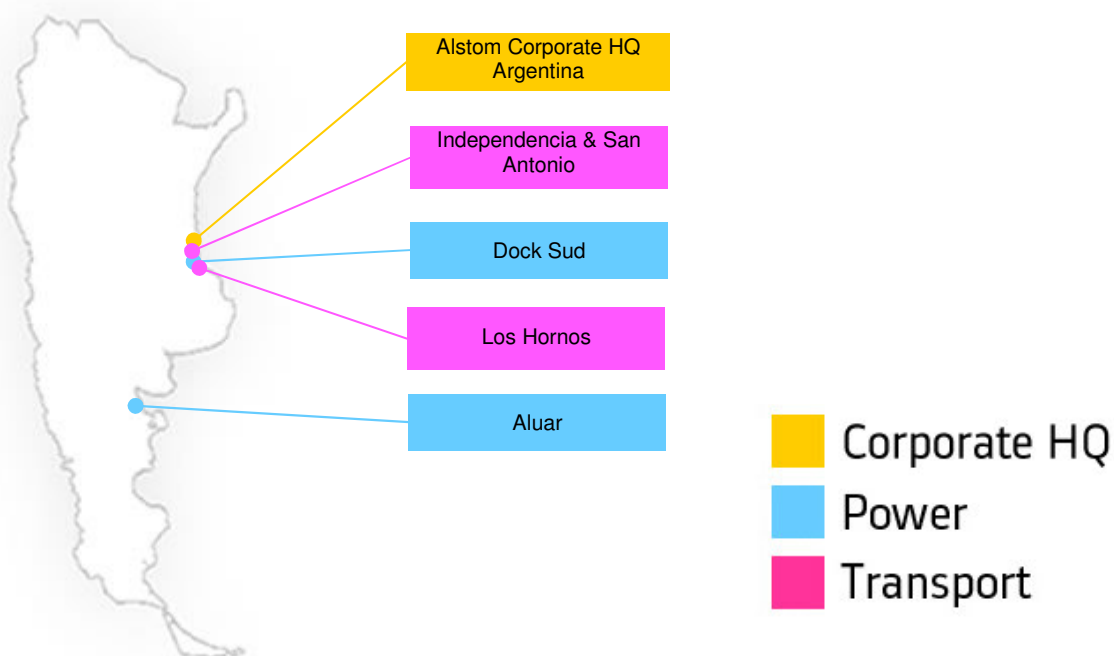 Alstom Corporate HQ
Argentina
Independencia & San
Antonio
Dock Sud
Los Hornos
Aluar
Corporate HQ
Power
Transport